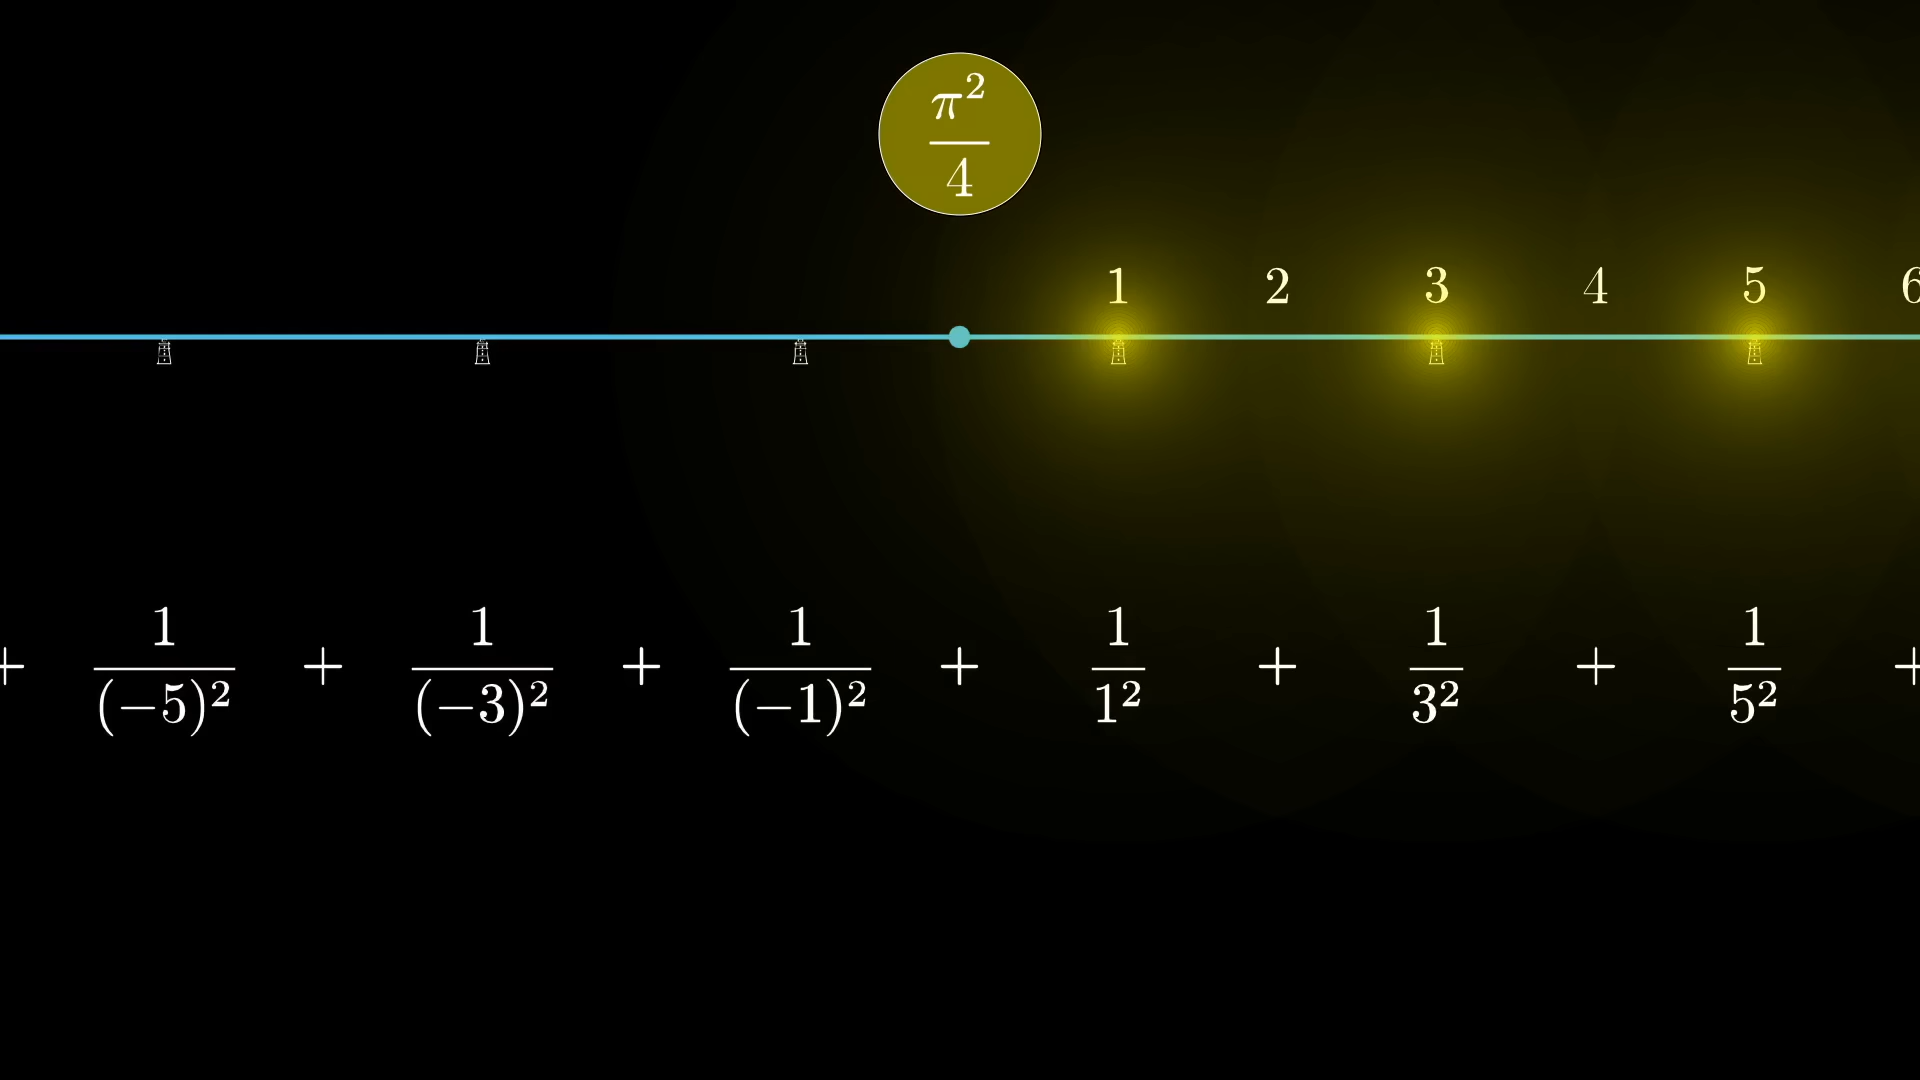 π²/4
1 2 3 4 5 6
+ 1/(−5)² + 1/(−3)² + 1/(−1)² + 1/1² + 1/3² + 1/5² +